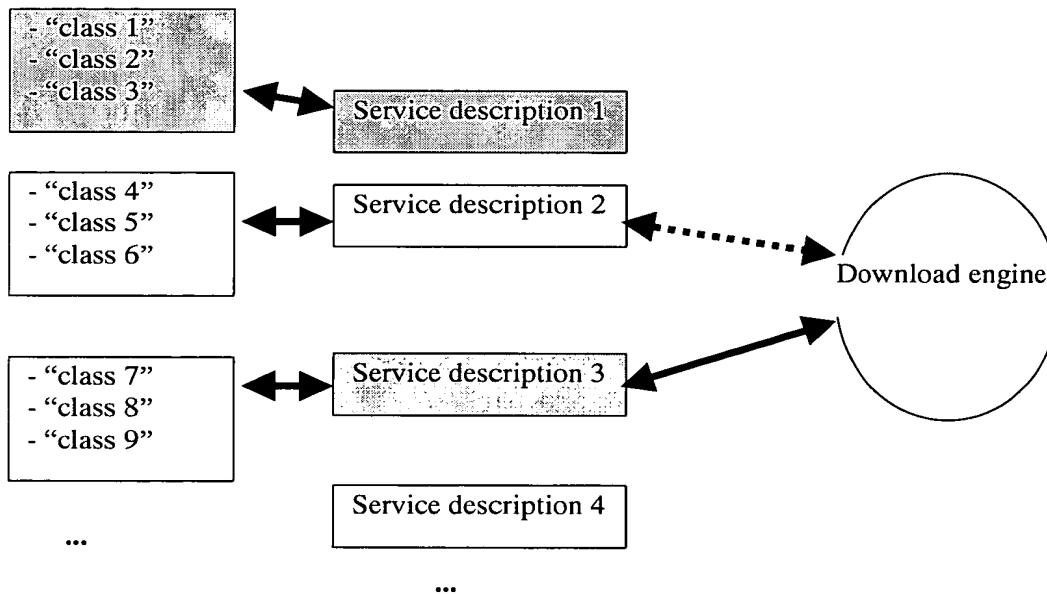 - “class 1”
- “class 2”
- “class 3”
Service description 1
- “class 4”
- “class 5”
- “class 6”
Service description 2
Download engine
- “class 7”
- “class 8”
- “class 9”
Service description 3
Service description 4
...
...